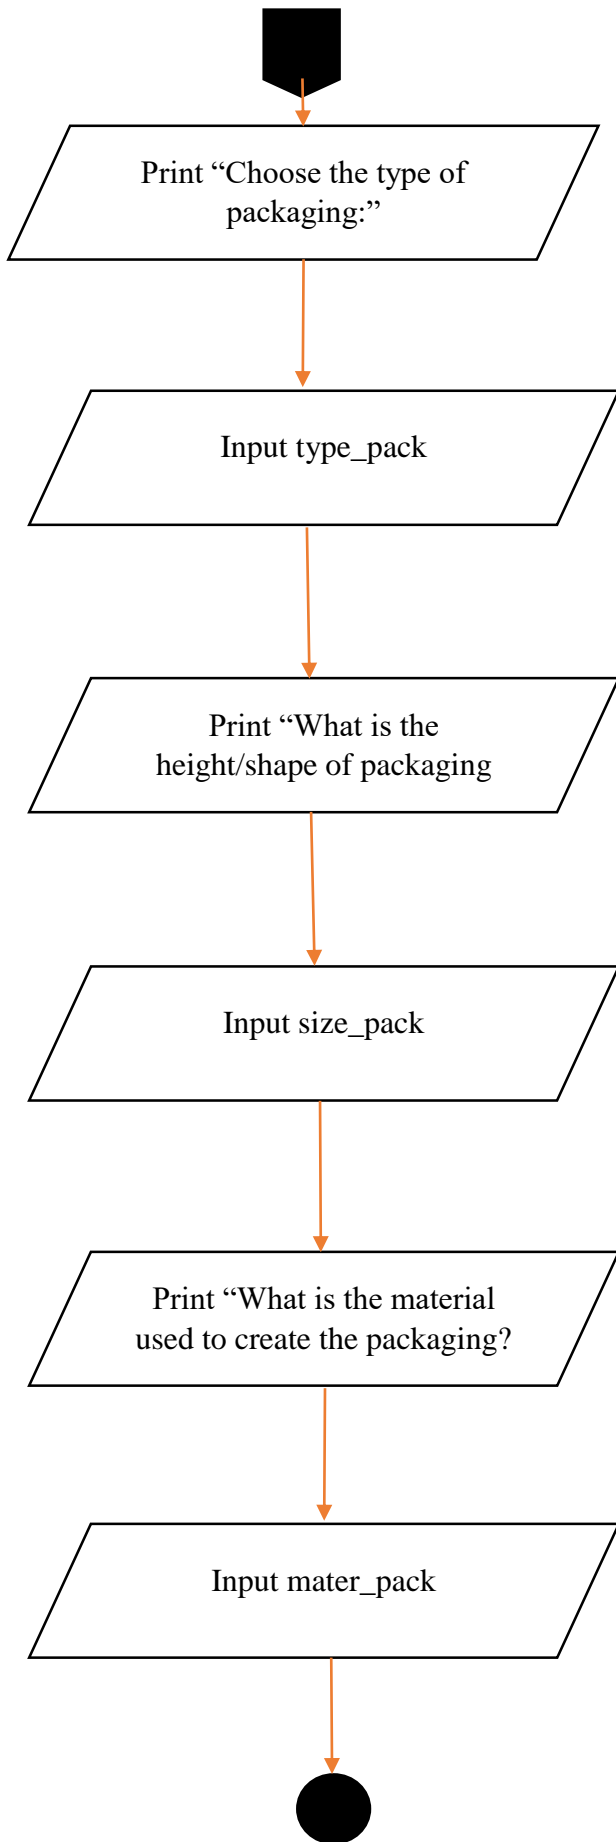 Print “Choose the type of
packaging:”
Input type_pack
Print “What is the
height/shape of packaging
Input size_pack
Print “What is the material
used to create the packaging?
Input mater_pack